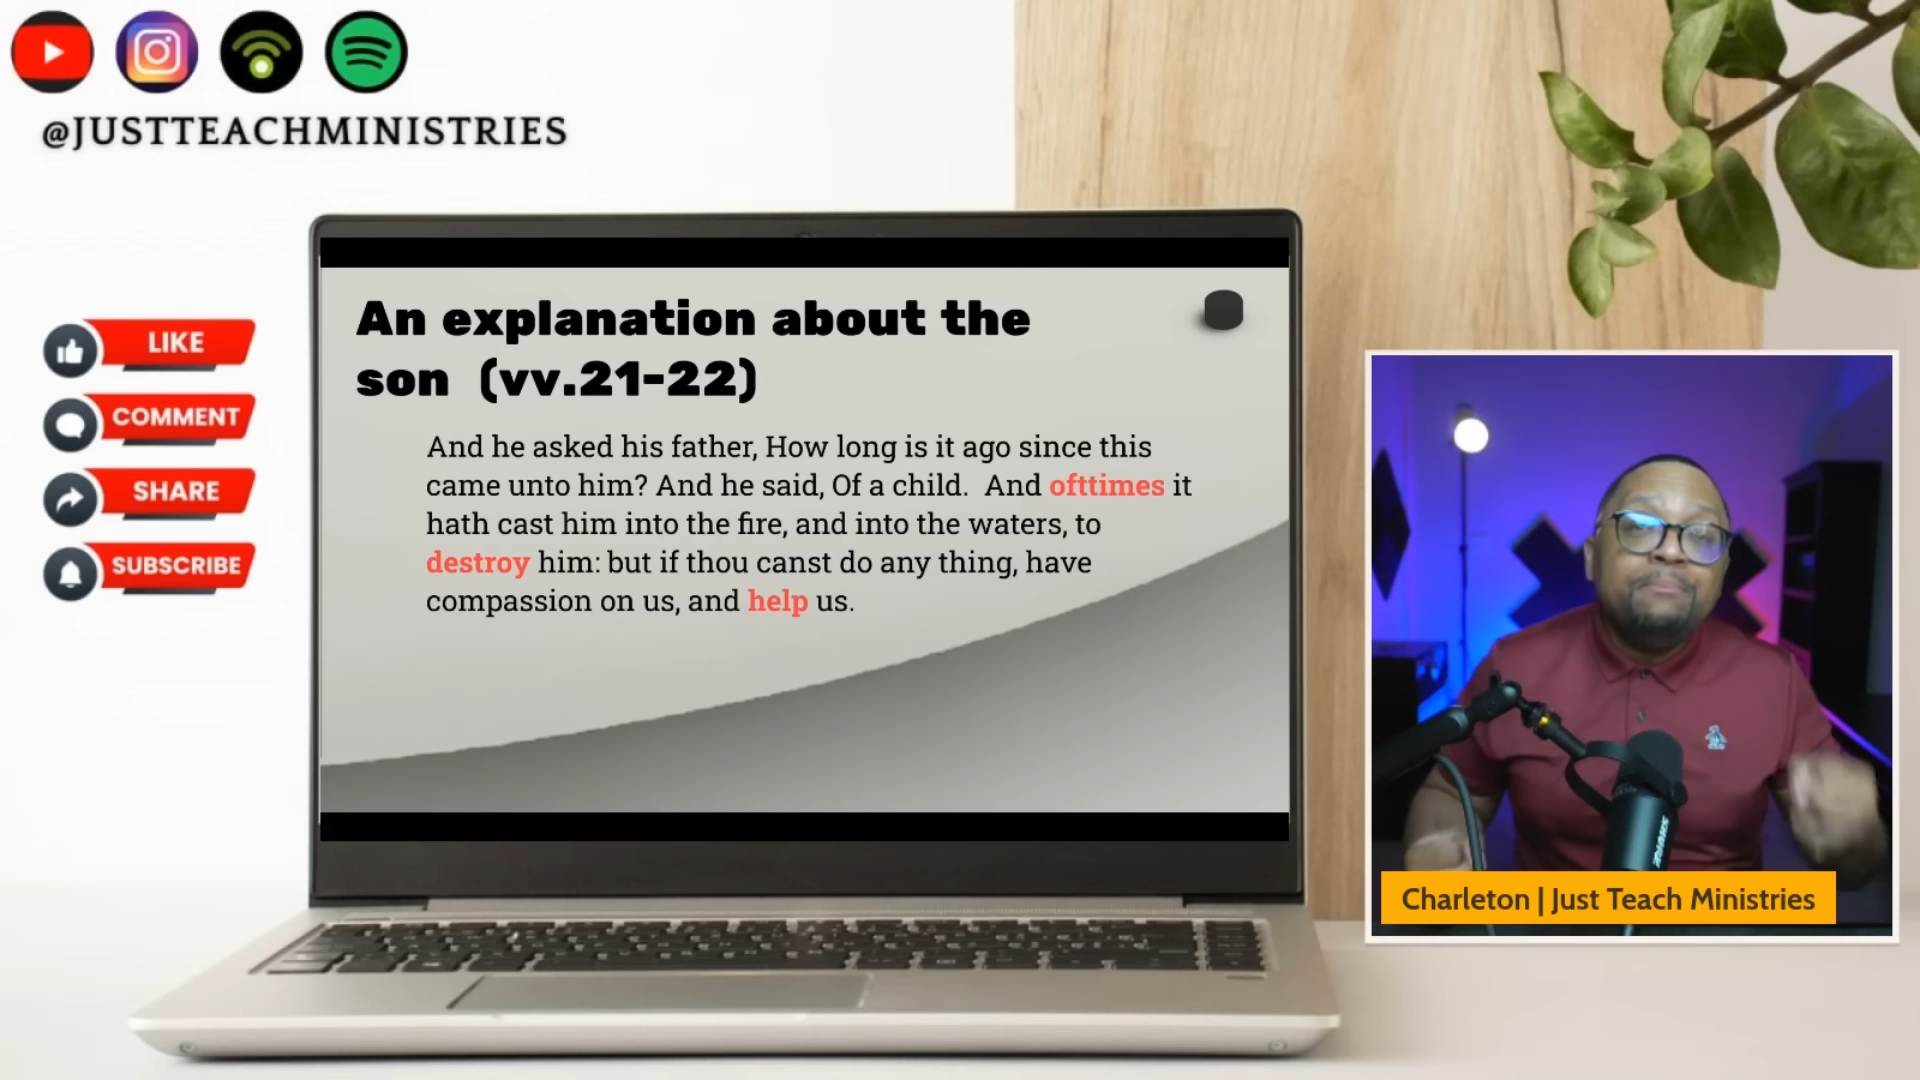 @JUSTTEACHMINISTRIES
LIKE
COMMENT
SHARE
SUBSCRIBE
An explanation about the
son (vv.21-22)
And he asked his father, How long is it ago since this
came unto him? And he said, Of a child. And ofttimes it
hath cast him into the fire, and into the waters, to
destroy him: but if thou canst do any thing, have
compassion on us, and help us.
SHURE
Charleton | Just Teach Ministries